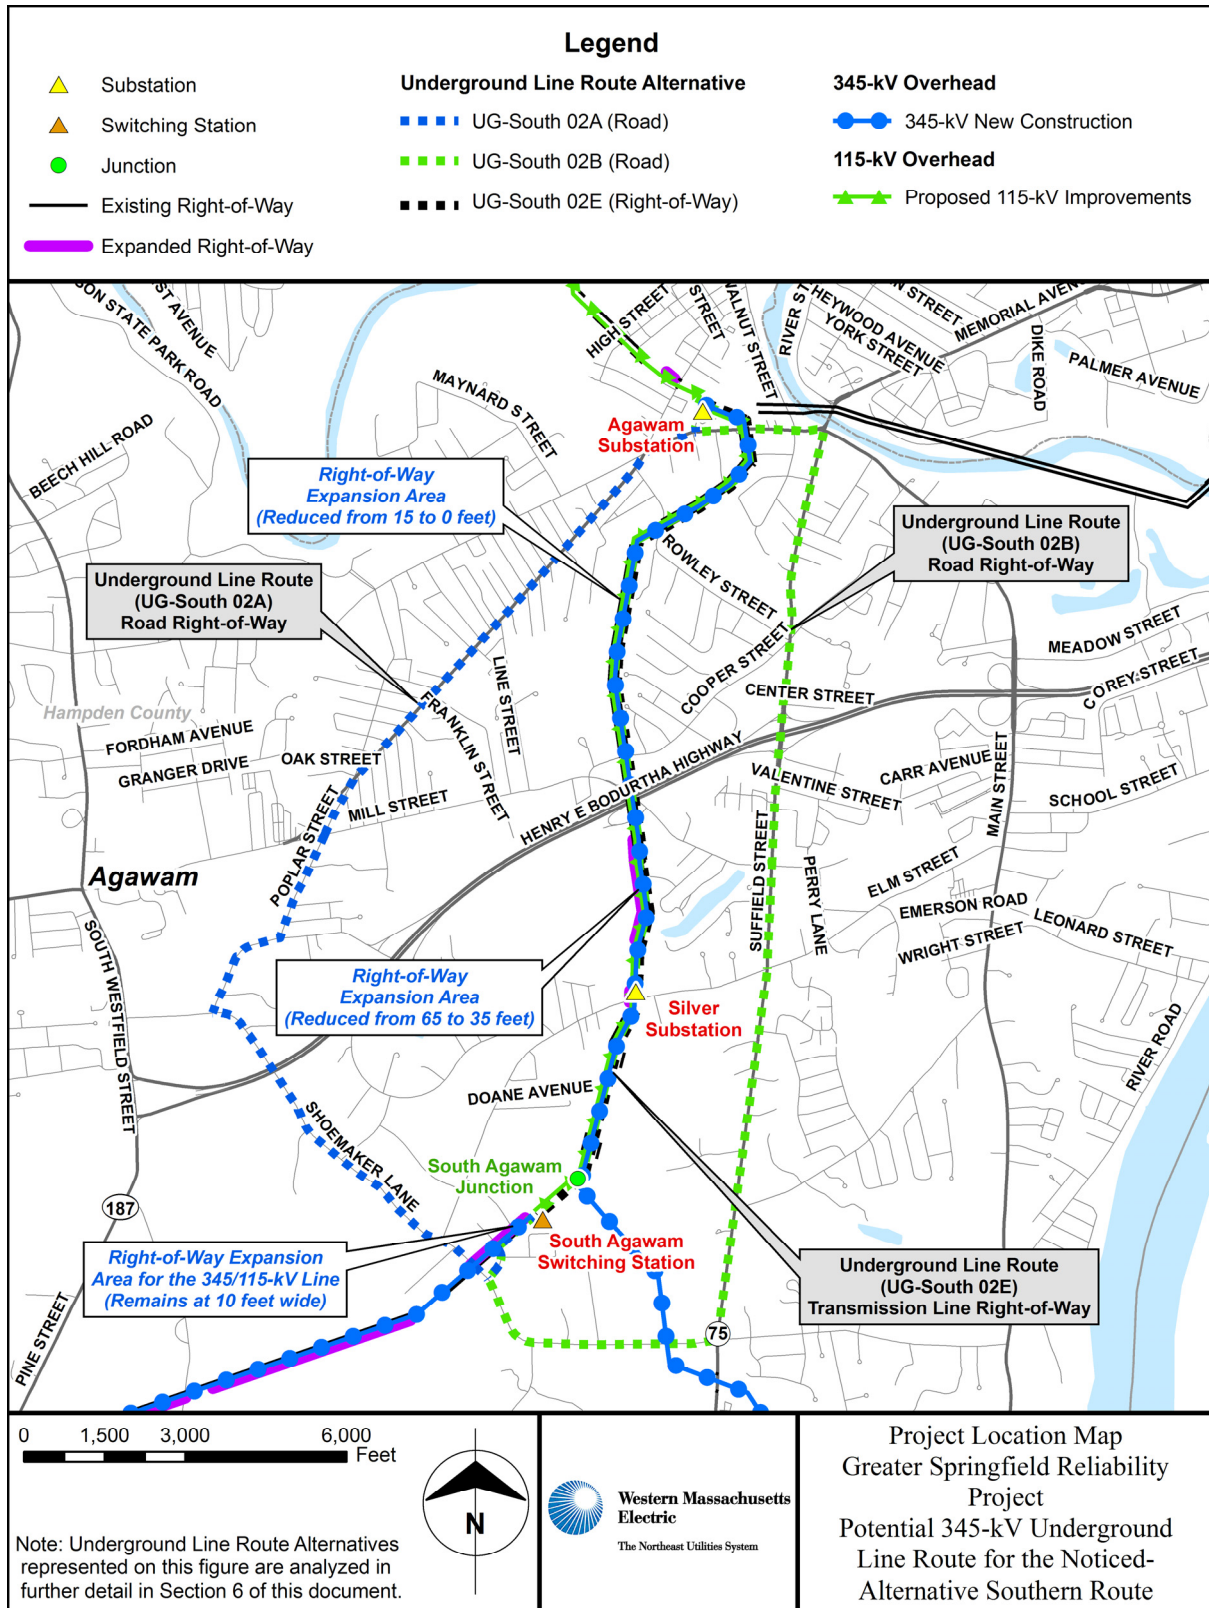 Legend
Substation
Switching Station
Junction
Existing Right-of-Way
Expanded Right-of-Way
Underground Line Route Alternative
UG-South 02A (Road)
UG-South 02B (Road)
UG-South 02E (Right-of-Way)
345-kV Overhead
345-kV New Construction
115-kV Overhead
Proposed 115-kV Improvements
SON STATE PARK ROAD
ST AVENUE
HIGH STREET
STREET
WALNUT STREET
RIVER ST
HEYWOOD AVENUE
YORK STREET
N STREET
MEMORIAL AVEN
DIKE ROAD
PALMER AVENUE
MAYNARD STREET
BEECH HILL ROAD
Agawam
Substation
Right-of-Way
Expansion Area
(Reduced from 15 to 0 feet)
Underground Line Route
(UG-South 02B)
Road Right-of-Way
Underground Line Route
(UG-South 02A)
Road Right-of-Way
ROWLEY STREET
COOPER STREET
MEADOW STREET
COREY STREET
CENTER STREET
LINE STREET
FRANKLIN STREET
Hampden County
FORDHAM AVENUE
GRANGER DRIVE
OAK STREET
MILL STREET
POPLAR STREET
HENRY E BODURTHA HIGHWAY
VALENTINE STREET
CARR AVENUE
MAIN STREET
SCHOOL STREET
Agawam
SUFFIELD STREET
PERRY LANE
ELM STREET
EMERSON ROAD
WRIGHT STREET
LEONARD STREET
SOUTH WESTFIELD STREET
Right-of-Way
Expansion Area
(Reduced from 65 to 35 feet)
Silver
Substation
RIVER ROAD
DOANE AVENUE
SHOEMAKER LANE
South Agawam
Junction
187
South Agawam
Switching Station
Right-of-Way Expansion
Area for the 345/115-kV Line
(Remains at 10 feet wide)
Underground Line Route
(UG-South 02E)
Transmission Line Right-of-Way
PINE STREET
75
0 1,500 3,000 6,000
Feet
N
Note: Underground Line Route Alternatives
represented on this figure are analyzed in
further detail in Section 6 of this document.
Western Massachusetts
Electric
The Northeast Utilities System
Project Location Map
Greater Springfield Reliability
Project
Potential 345-kV Underground
Line Route for the Noticed-
Alternative Southern Route